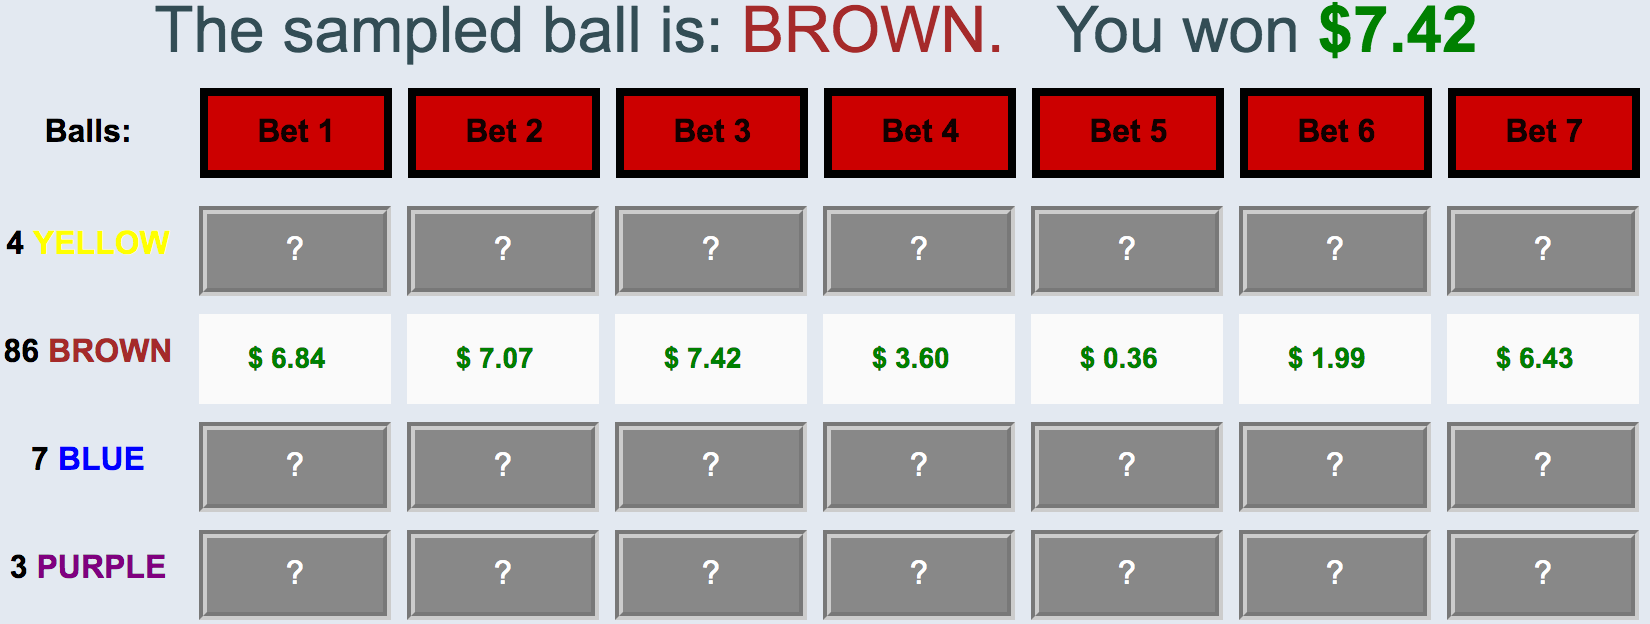 The sampled ball is: BROWN. You won $7.42
Balls: Bet 1 Bet 2 Bet 3 Bet 4 Bet 5 Bet 6 Bet 7
4 YELLOW ? ? ? ? ? ? ?
86 BROWN $ 6.84 $ 7.07 $ 7.42 $ 3.60 $ 0.36 $ 1.99 $ 6.43
7 BLUE ? ? ? ? ? ? ?
3 PURPLE ? ? ? ? ? ? ?